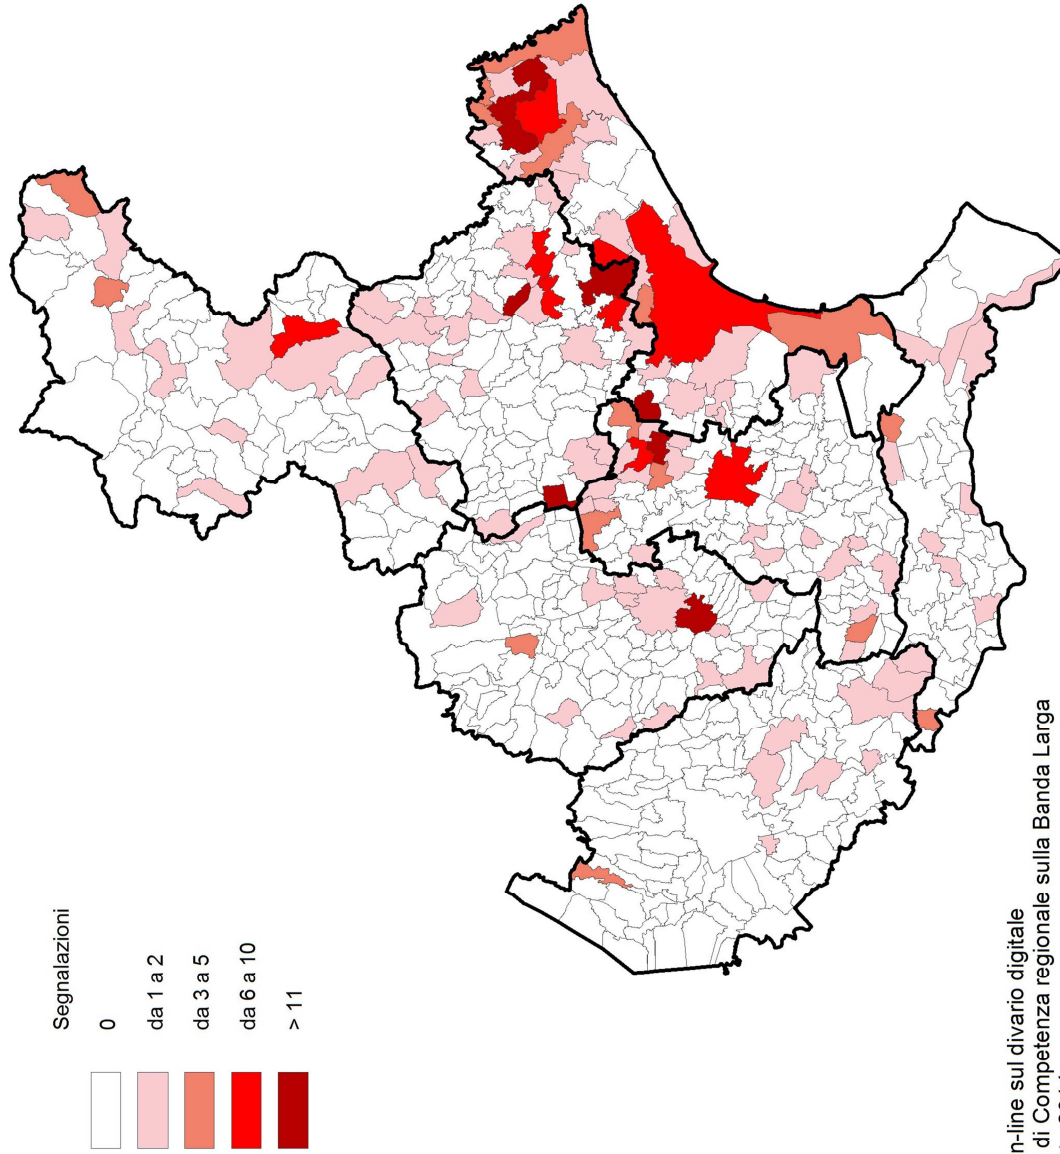 Segnalazioni
0
da 1 a 2
da 3 a 5
da 6 a 10
> 11
n-line sul divario digitale
di Competenza regionale sulla Banda Larga